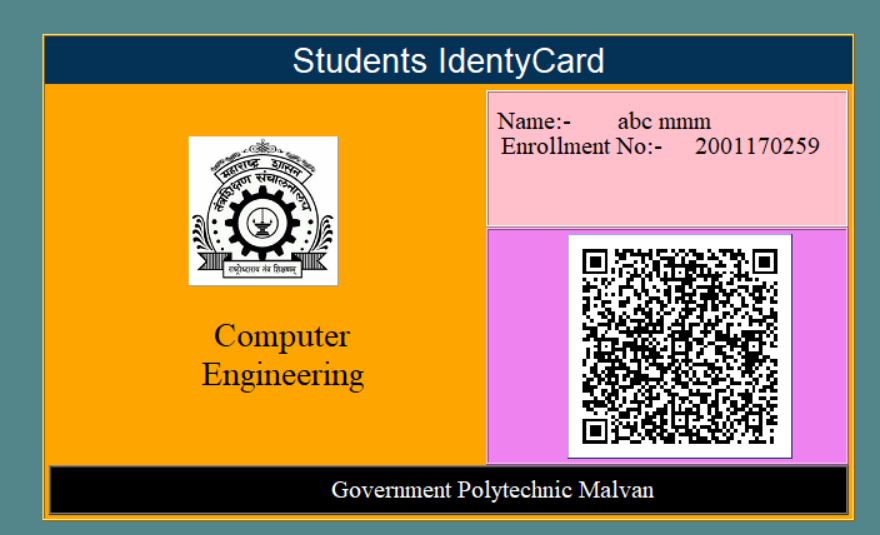 Students IdentyCard
Name:- abc mmm
Enrollment No:- 2001170259
महाराष्ट्र शासन
तंत्रशिक्षण संचालनालय
राष्ट्रोध्दाराय तंत्र शिक्षणम्
Computer
Engineering
Government Polytechnic Malvan